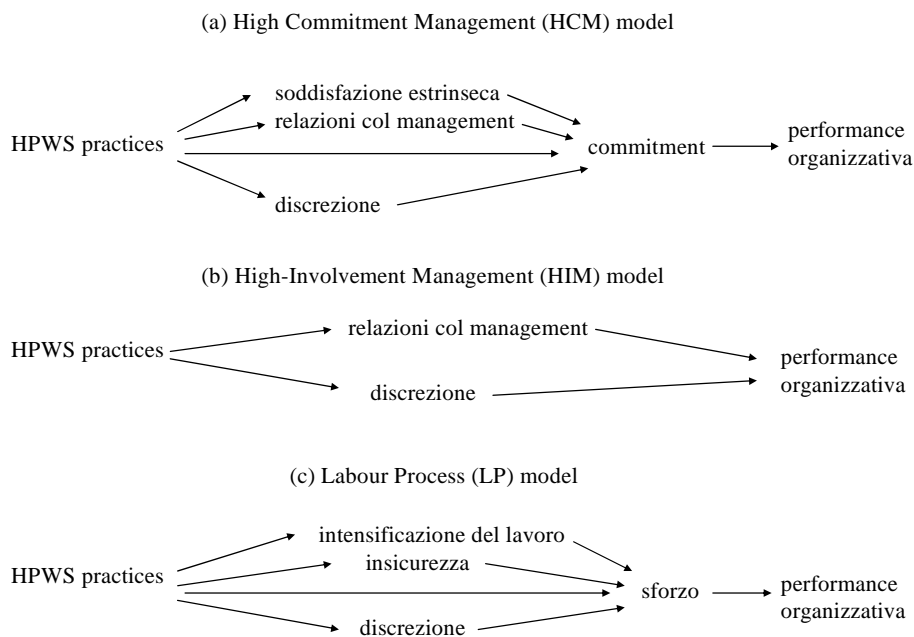 (a) High Commitment Management (HCM) model
soddisfazione estrinseca
relazioni col management
HPWS practices
commitment
performance
organizzativa
discrezione
(b) High-Involvement Management (HIM) model
relazioni col management
HPWS practices
performance
organizzativa
discrezione
(c) Labour Process (LP) model
intensificazione del lavoro
insicurezza
HPWS practices
sforzo
performance
organizzativa
discrezione